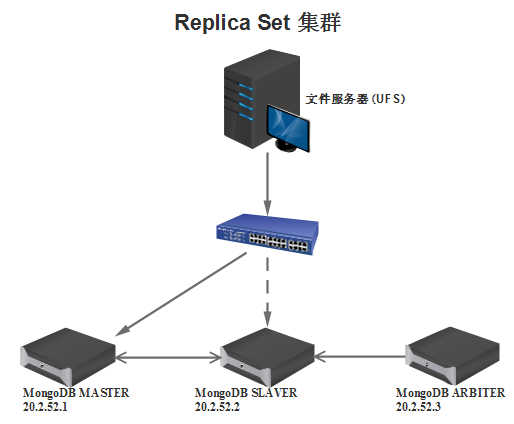 Replica Set 集群
文件服务器(UFS)
MongoDB MASTER
20.2.52.1
MongoDB SLAVER
20.2.52.2
MongoDB ARBITER
20.2.52.3